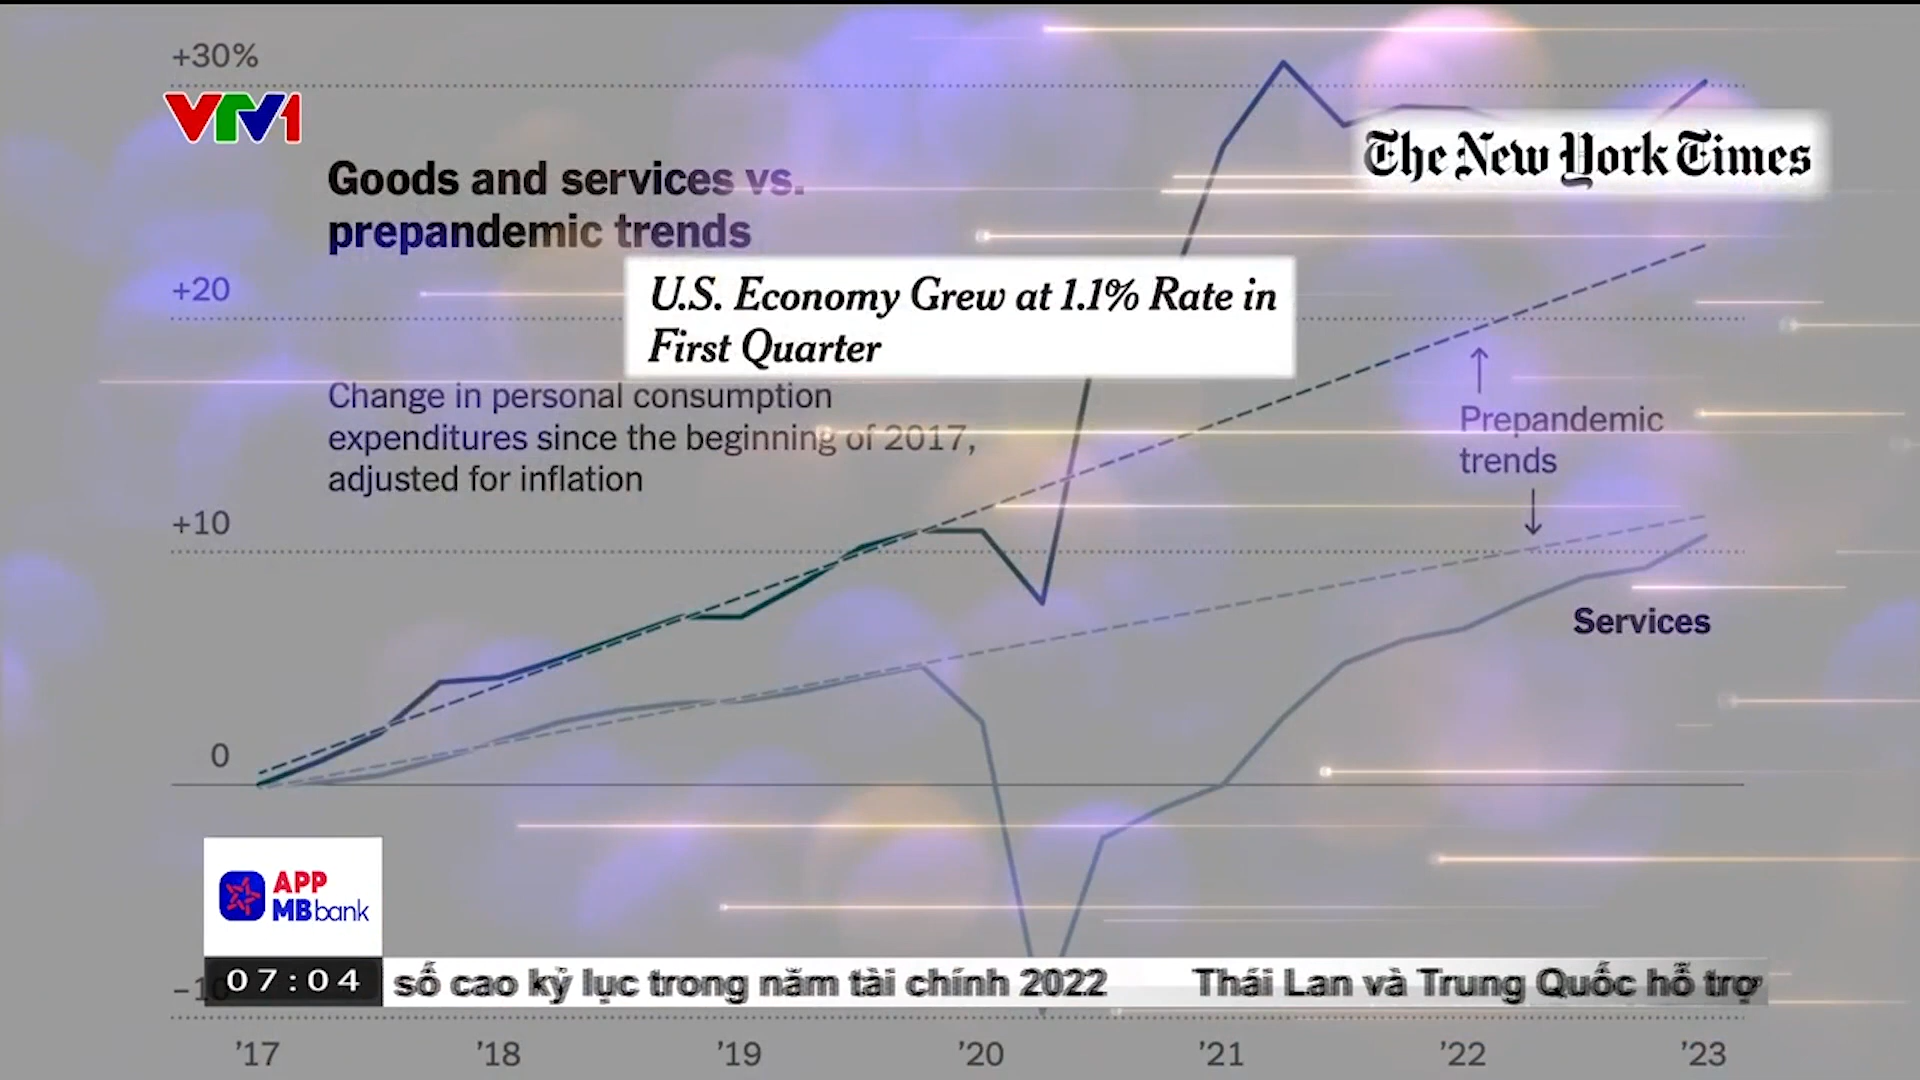 +30%
VTV1
The New York Times
Goods and services vs.
prepandemic trends
+20
U.S. Economy Grew at 1.1% Rate in
First Quarter
Change in personal consumption
expenditures since the beginning of 2017,
adjusted for inflation
Prepandemic
trends
+10
Services
0
APP
MBbank
07:04
số cao kỷ lục trong năm tài chính 2022 Thái Lan và Trung Quốc hỗ trợ
’17 ’18 ’19 ’20 ’21 ’22 ’23